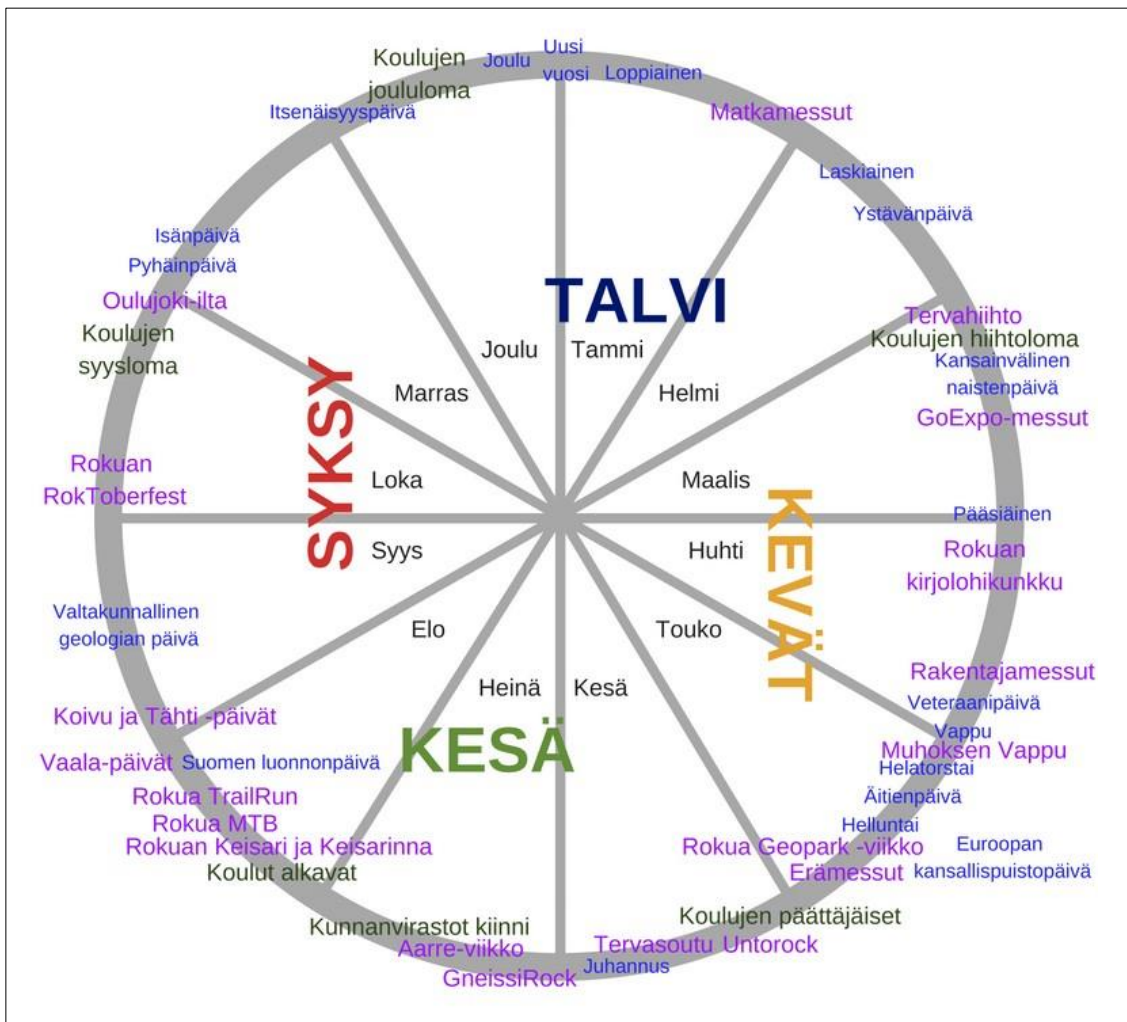 Koulujen
joululoma
Joulu
Uusi
vuosi
Loppiainen
Itsenäisyyspäivä
Matkamessut
Laskiainen
Ystävänpäivä
Isänpäivä
Pyhäinpäivä
Oulujoki-ilta
Koulujen
syysloma
TALVI
Tervahiihto
Koulujen hiihtoloma
Kansainvälinen
naistenpäivä
GoExpo-messut
Joulu
Tammi
Marras
Helmi
SYKSY
Rokuan
RokToberfest
Loka
Maalis
KEVÄT
Pääsiäinen
Syys
Huhti
Rokuan
kirjolohikunkku
Valtakunnallinen
geologian päivä
Elo
Touko
Rakentajamessut
Veteraanipäivä
Vappu
Muhoksen Vappu
Helatorstai
Äitienpäivä
Helluntai
Heinä
Kesä
KESÄ
Koivu ja Tähti -päivät
Vaala-päivät
Suomen luonnonpäivä
Rokua TrailRun
Rokua MTB
Rokuan Keisari ja Keisarinna
Koulut alkavat
Rokua Geopark -viikko
Erämessut
Euroopan
kansallispuistopäivä
Kunnanvirastot kiinni
Aarre-viikko
GneissiRock
Koulujen päättäjäiset
Tervasoutu
Untorock
Juhannus